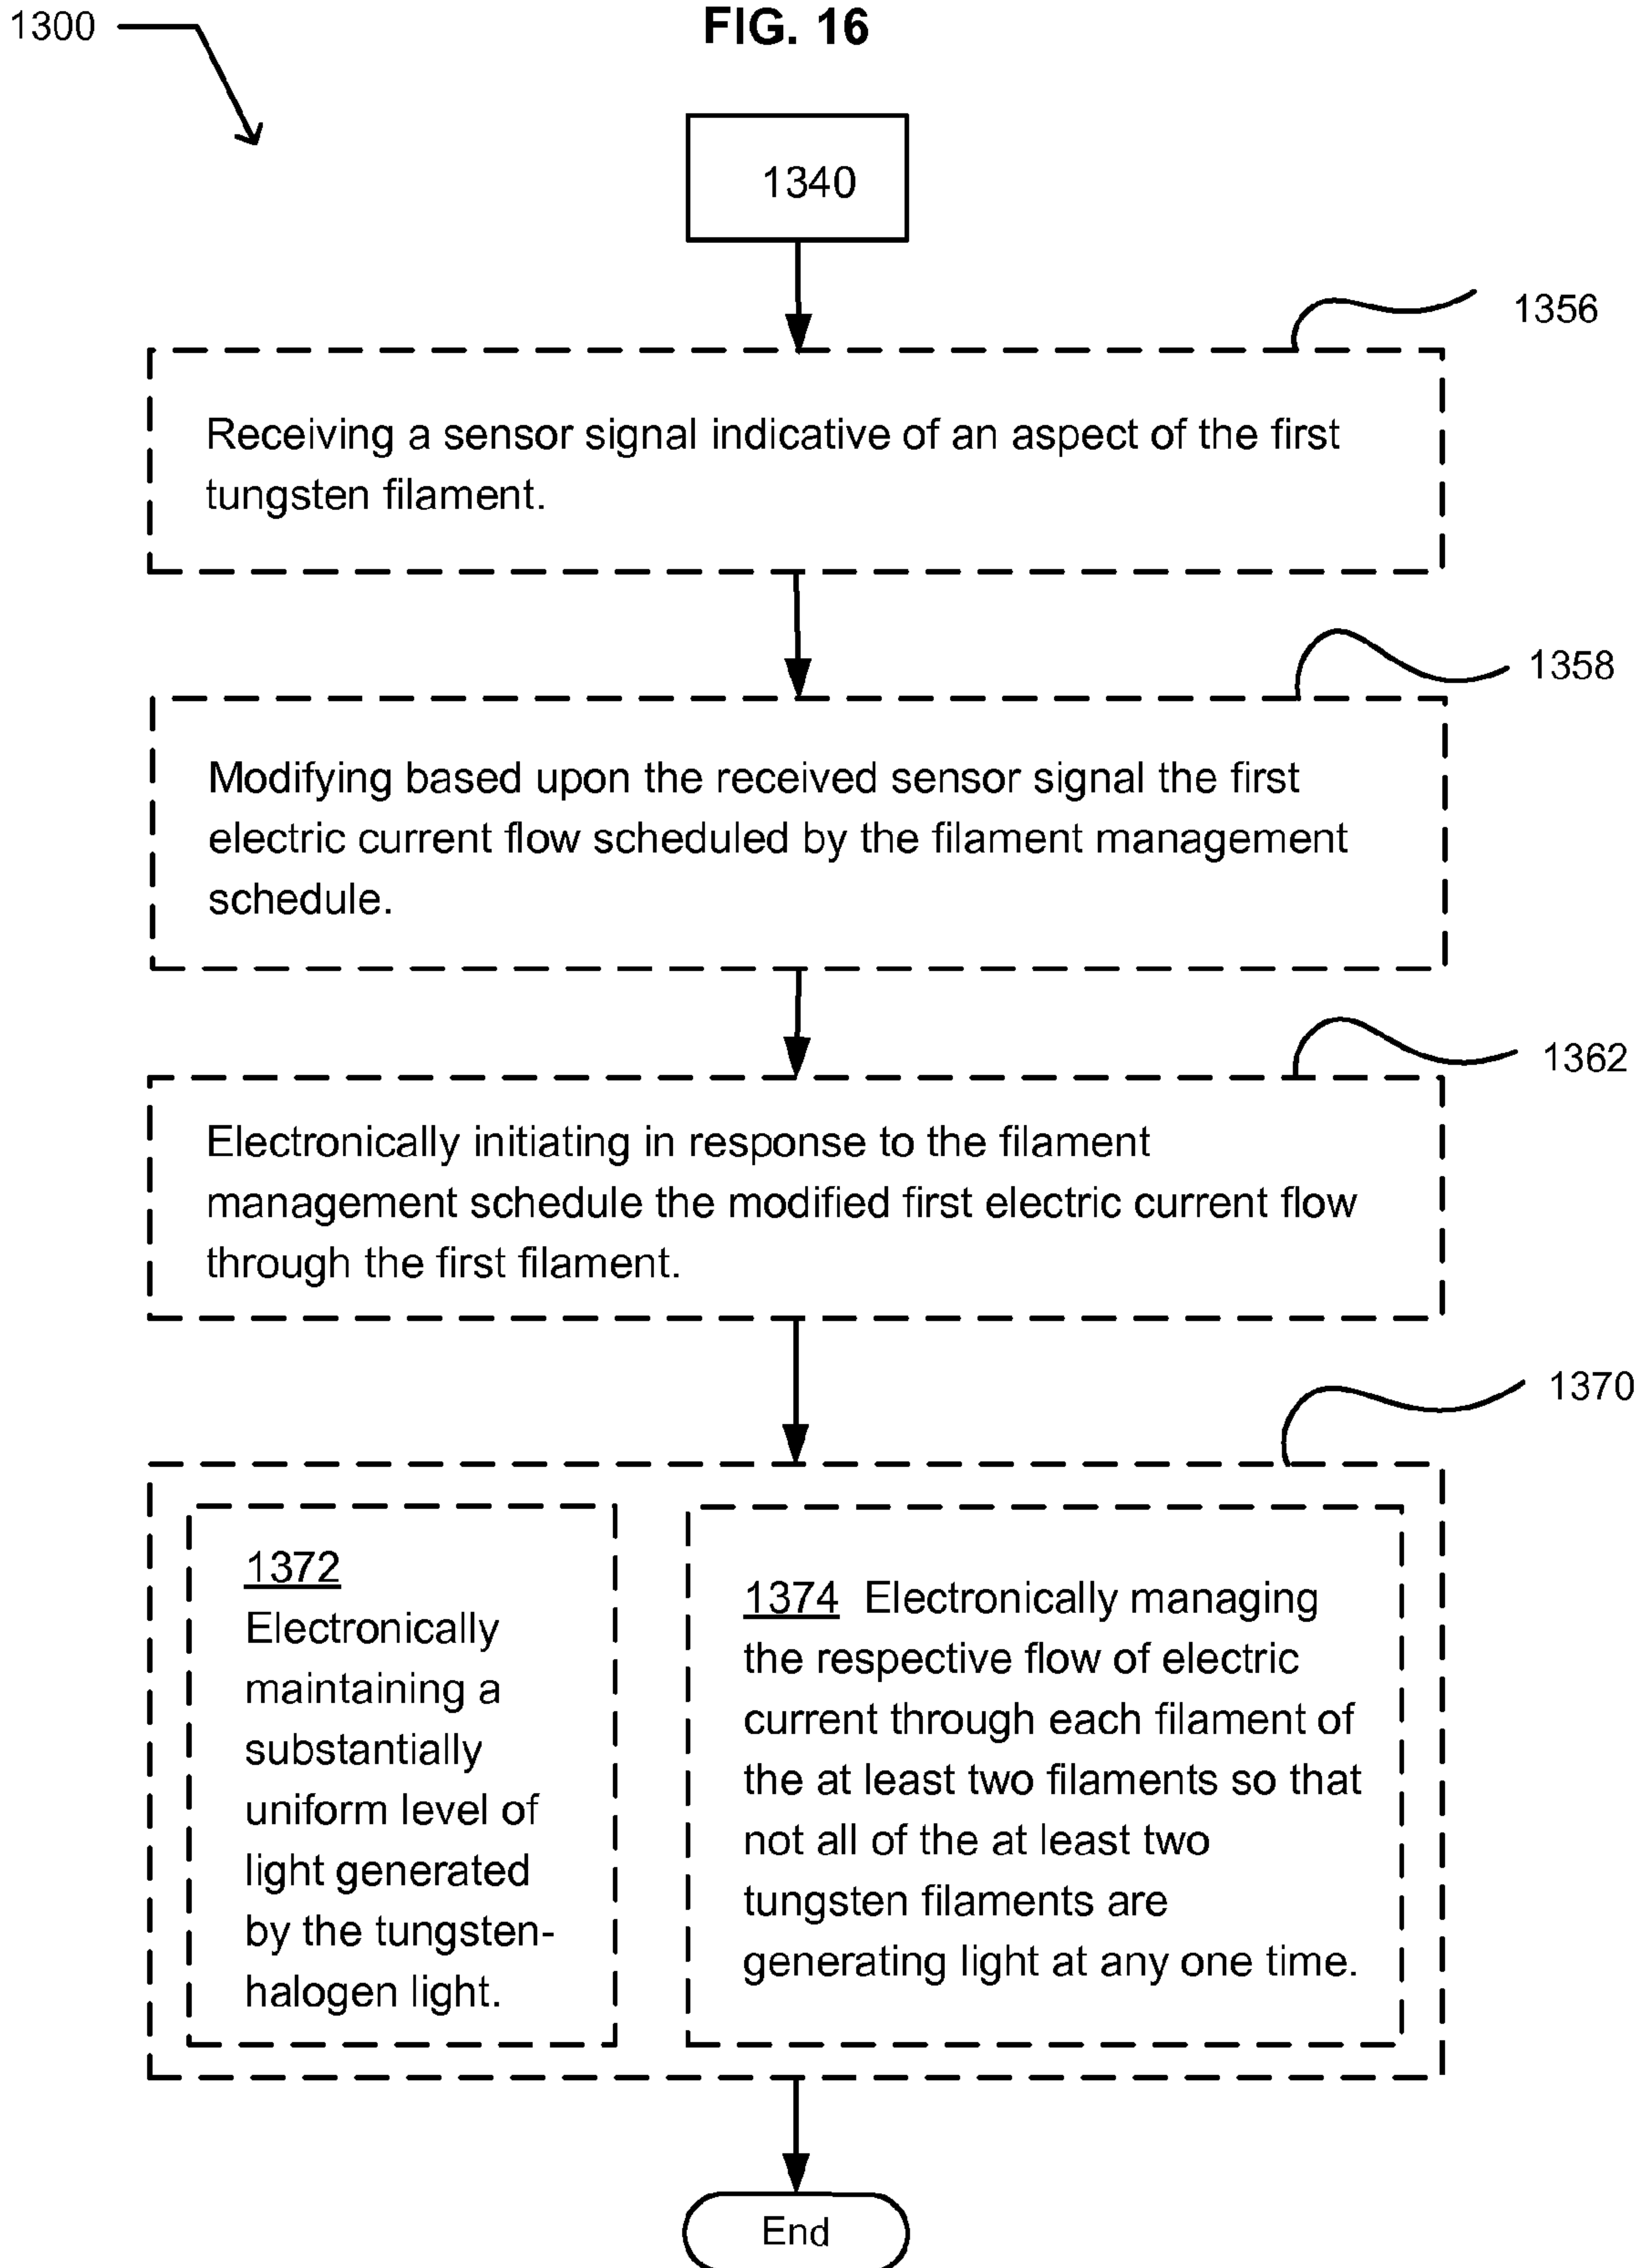 1300
FIG. 16
1340
1356
Receiving a sensor signal indicative of an aspect of the first
tungsten filament.
1358
Modifying based upon the received sensor signal the first
electric current flow scheduled by the filament management
schedule.
1362
Electronically initiating in response to the filament
management schedule the modified first electric current flow
through the first filament.
1370
1372
Electronically
maintaining a
substantially
uniform level of
light generated
by the tungsten-
halogen light.
1374 Electronically managing
the respective flow of electric
current through each filament of
the at least two filaments so that
not all of the at least two
tungsten filaments are
generating light at any one time.
End